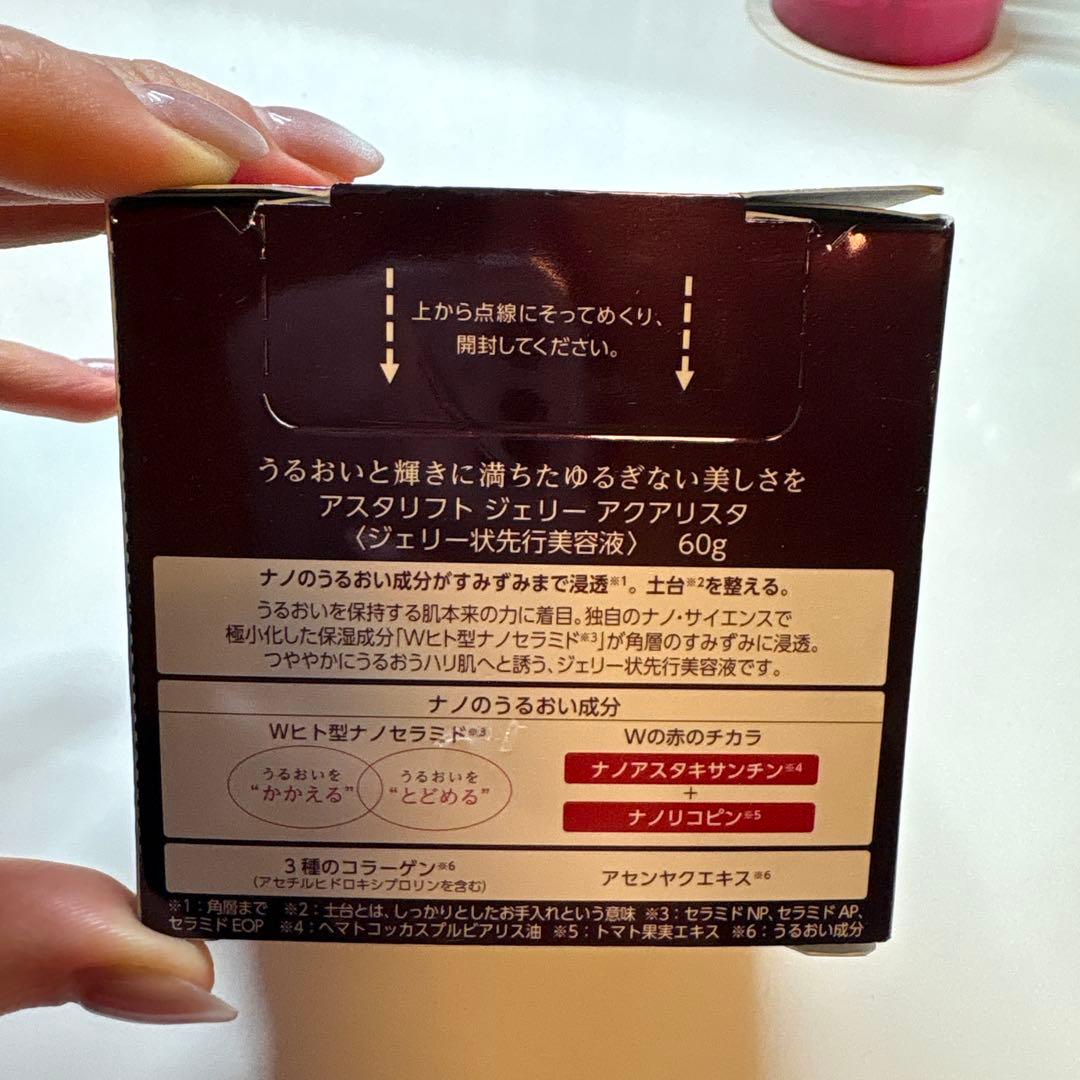 上から点線にそってめくり、
開封してください。
うるおいと輝きに満ちたゆるぎない美しさを
アスタリフト ジェリー アクアリスタ
〈ジェリー状先行美容液〉 60g
ナノのうるおい成分がすみずみまで浸透※1。土台※2を整える。
うるおいを保持する肌本来の力に着目。独自のナノ・サイエンスで
極小化した保湿成分「Wヒト型ナノセラミド※3」が角層のすみずみに浸透。
つややかにうるおうハリ肌へと誘う、ジェリー状先行美容液です。
ナノのうるおい成分
Wヒト型ナノセラミド※3
うるおいを
“かかえる”
うるおいを
“とどめる”
Wの赤のチカラ
ナノアスタキサンチン※4
+
ナノリコピン※5
3種のコラーゲン※6
(アセチルヒドロキシプロリンを含む)
アセンヤクエキス※6
※1：角層まで ※2：土台とは、しっかりとしたお手入れという意味 ※3：セラミドNP、セラミドAP、
セラミドEOP ※4：ヘマトコッカスプルビアリス油 ※5：トマト果実エキス ※6：うるおい成分